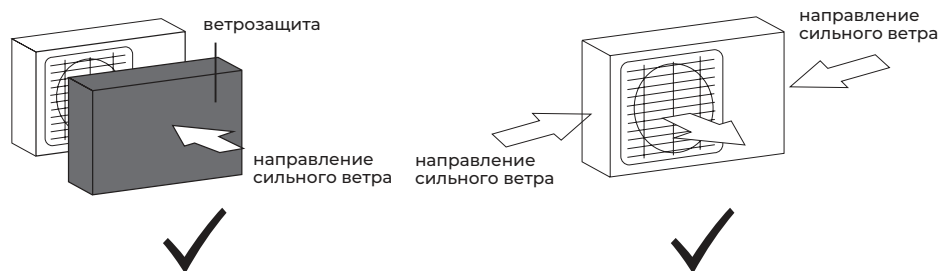 ветрозащита
направление
сильного ветра
направление
сильного ветра
направление
сильного ветра